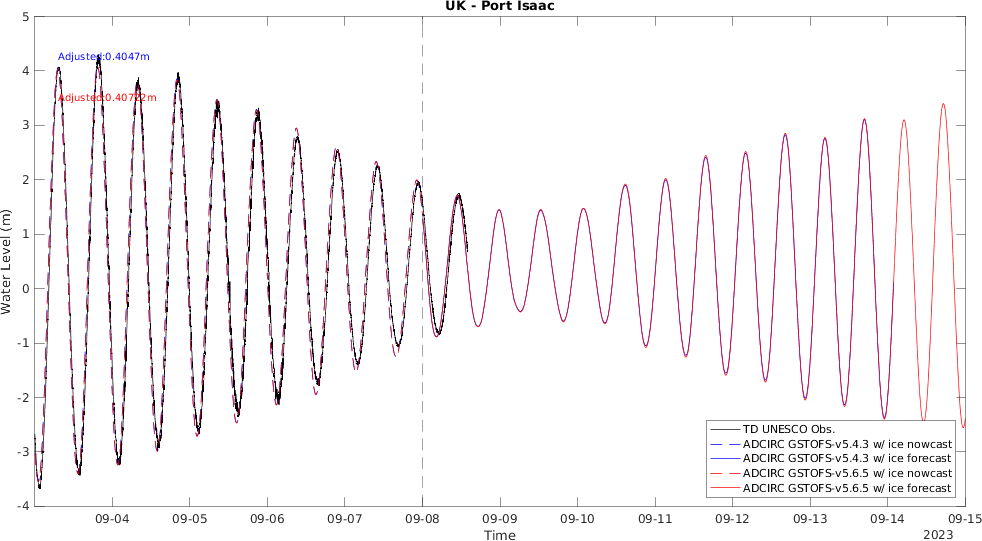 UK - Port Isaac
5
4
3
2
1
0
-1
-2
-3
-4
Water Level (m)
Adjusted:0.4047m
Adjusted:0.40722m
TD UNESCO Obs.
ADCIRC GSTOFS-v5.4.3 w/ ice nowcast
ADCIRC GSTOFS-v5.4.3 w/ ice forecast
ADCIRC GSTOFS-v5.6.5 w/ ice nowcast
ADCIRC GSTOFS-v5.6.5 w/ ice forecast
09-04 09-05 09-06 09-07 09-08 09-09 09-10 09-11 09-12 09-13 09-14 09-15
Time
2023